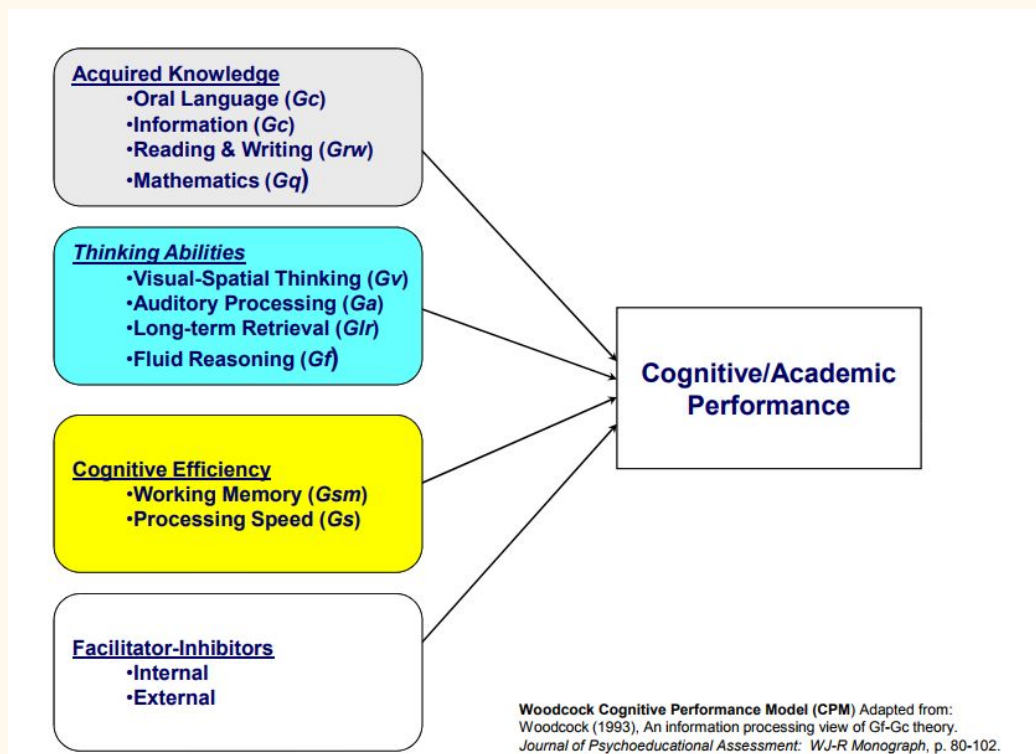 Acquired Knowledge
•Oral Language (Gc)
•Information (Gc)
•Reading & Writing (Grw)
•Mathematics (Gq)
Thinking Abilities
•Visual-Spatial Thinking (Gv)
•Auditory Processing (Ga)
•Long-term Retrieval (Glr)
•Fluid Reasoning (Gf)
Cognitive Efficiency
•Working Memory (Gsm)
•Processing Speed (Gs)
Facilitator-Inhibitors
•Internal
•External
Cognitive/Academic
Performance
Woodcock Cognitive Performance Model (CPM) Adapted from:
Woodcock (1993), An information processing view of Gf-Gc theory.
Journal of Psychoeducational Assessment: WJ-R Monograph, p. 80-102.